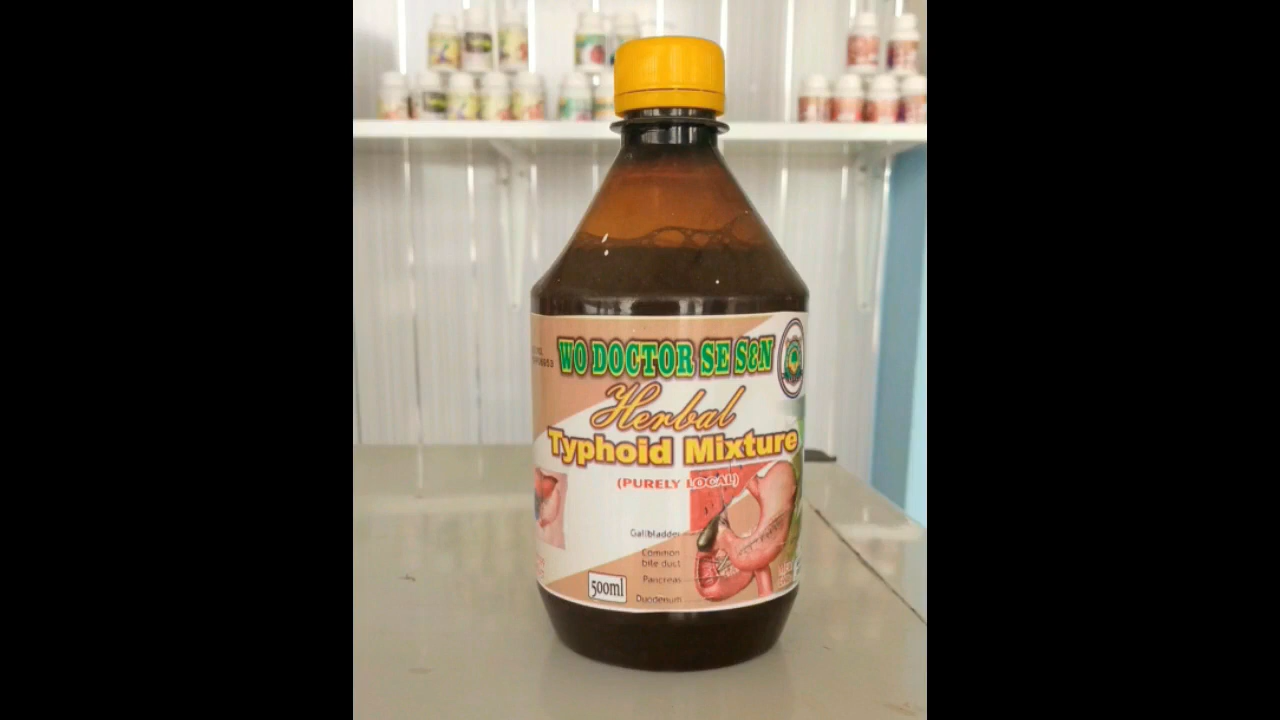 WO DOCTOR SE S&N
Herbal
Typhoid Mixture
(PURELY LOCAL)
Gallbladder
Common
bile dust
Pancreas
Duodenum
500ml